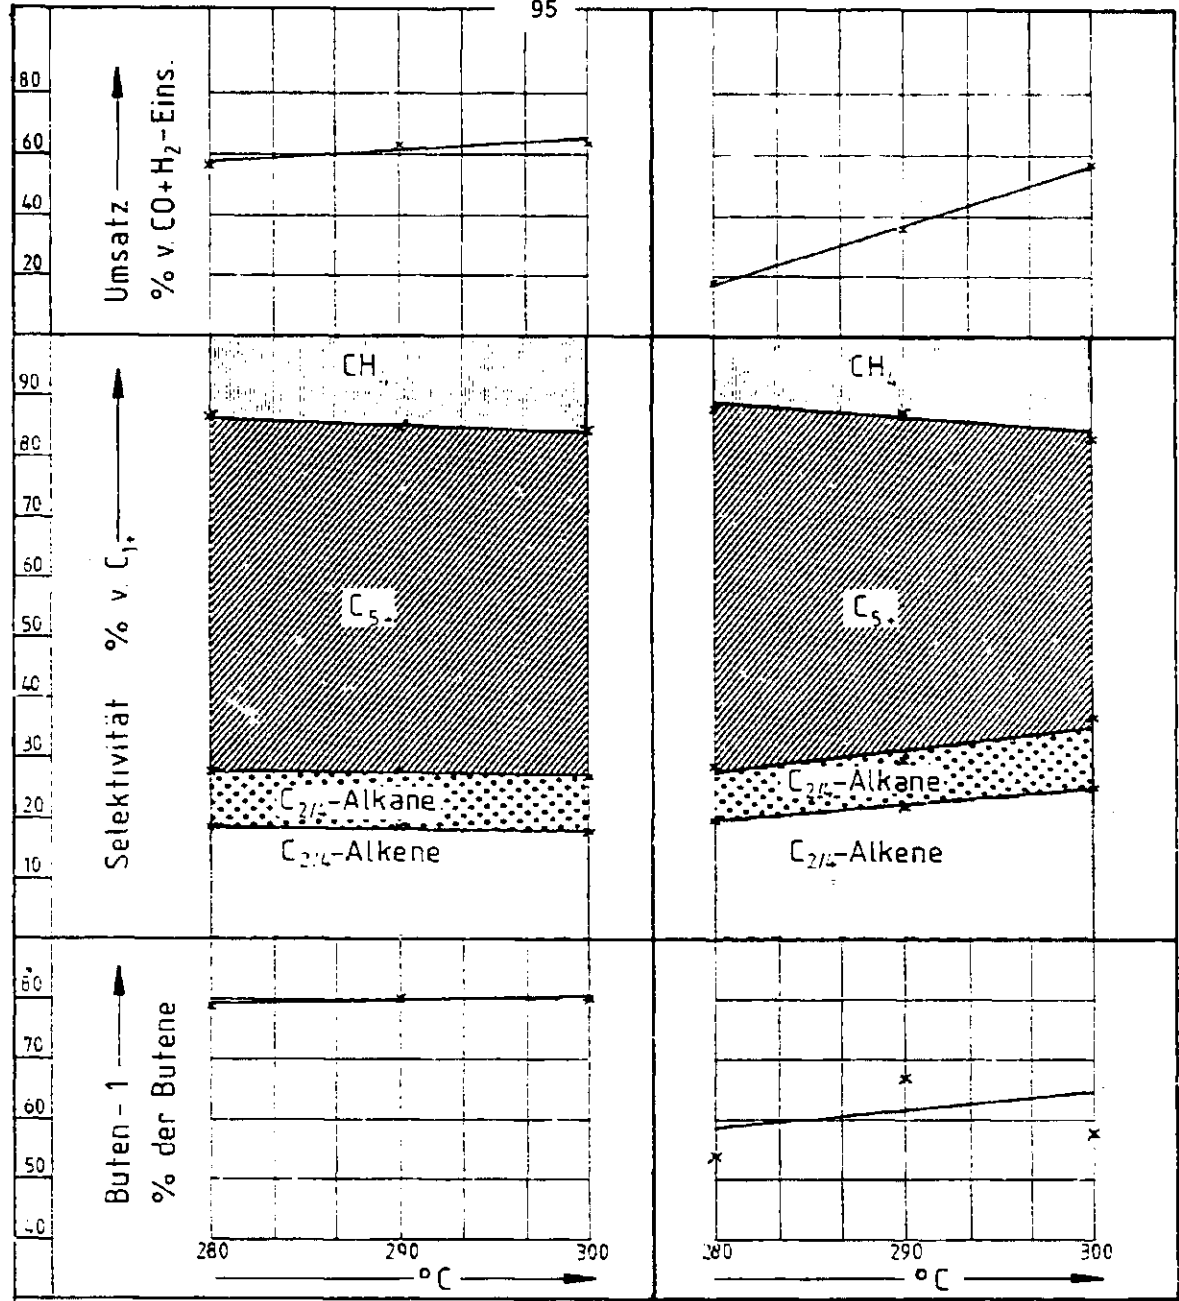 95
80
60
40
20
Umsatz
% v. CO+H2-Eins.
90
80
70
60
50
40
30
20
10
Selektivität % v. C1+
CH4
C5+
C2/4-Alkane
C2/4-Alkene
CH4
C5+
C2/4-Alkane
C2/4-Alkene
80
70
60
50
40
Buten-1
% der Butene
280 290 300
°C
280 290 300
°C